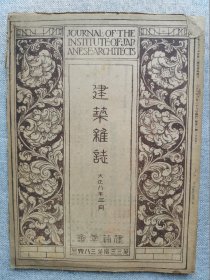 JOURNAL OF THE
INSTITUTE OF JAP
ANESE ARCHITECTS
建築雜誌
大正八年三月